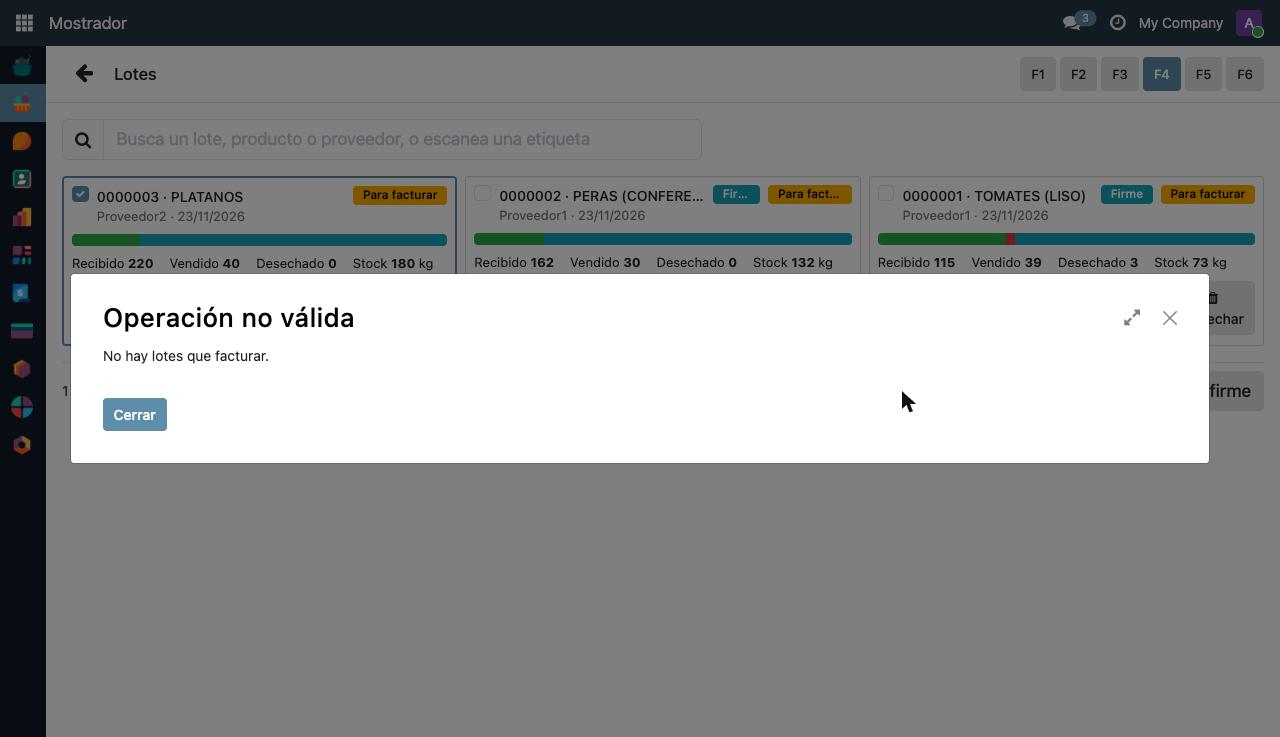 Mostrador
3
My Company
A
Lotes
F1 F2 F3 F4 F5 F6
Busca un lote, producto o proveedor, o escanea una etiqueta
0000003 · PLATANOS
Para facturar
Proveedor2 · 23/11/2026
Recibido 220 Vendido 40 Desechado 0 Stock 180 kg
0000002 · PERAS (CONFERE...
Fir...
Para fact...
Proveedor1 · 23/11/2026
Recibido 162 Vendido 30 Desechado 0 Stock 132 kg
0000001 · TOMATES (LISO)
Firme
Para facturar
Proveedor1 · 23/11/2026
Recibido 115 Vendido 39 Desechado 3 Stock 73 kg
echar
1
firme
Operación no válida
No hay lotes que facturar.
Cerrar